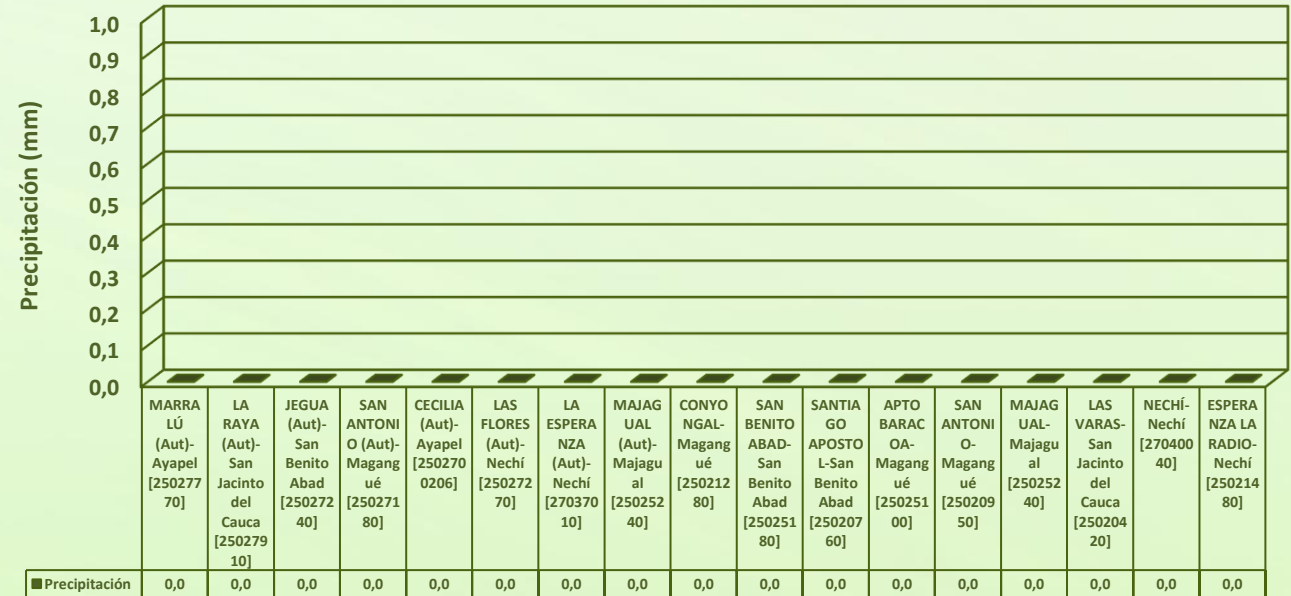 Precipitación (mm)
1,0
0,9
0,8
0,7
0,6
0,5
0,4
0,3
0,2
0,1
0,0
MARRA
LÚ
(Aut)-
Ayapel
[250277
70]
LA
RAYA
(Aut)-
San
Jacinto
del
Cauca
[250279
10]
JEGUA
(Aut)-
San
Benito
Abad
[250272
40]
SAN
ANTONI
O (Aut)-
Magang
ué
[250271
80]
CECILIA
(Aut)-
Ayapel
[250270
0206]
LAS
FLORES
(Aut)-
Nechí
[250272
70]
LA
ESPERA
NZA
(Aut)-
Nechí
[270370
10]
MAJAG
UAL
(Aut)-
Majagu
al
[250252
40]
CONYO
NGAL-
Magang
ué
[250212
80]
SAN
BENITO
ABAD-
San
Benito
Abad
[250251
80]
SANTIA
GO
APOSTO
L-San
Benito
Abad
[250207
60]
APTO
BARAC
OA-
Magang
ué
[250251
00]
SAN
ANTONI
O-
Magang
ué
[250209
50]
MAJAG
UAL-
Majagu
al
[250252
40]
LAS
VARAS-
San
Jacinto
del
Cauca
[250204
20]
NECHÍ-
Nechí
[270400
40]
ESPERA
NZA LA
RADIO-
Nechí
[250214
80]
Precipitación 0,0 0,0 0,0 0,0 0,0 0,0 0,0 0,0 0,0 0,0 0,0 0,0 0,0 0,0 0,0 0,0 0,0